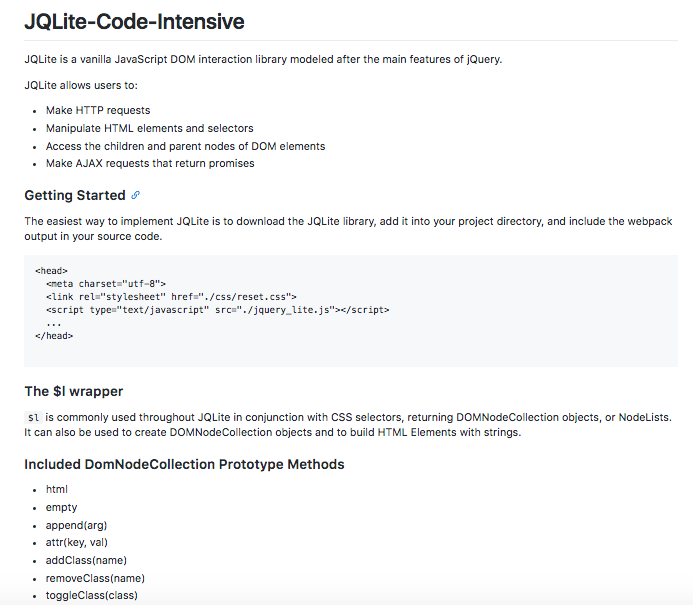 JQLite-Code-Intensive
JQLite is a vanilla JavaScript DOM interaction library modeled after the main features of jQuery.
JQLite allows users to:
• Make HTTP requests
• Manipulate HTML elements and selectors
• Access the children and parent nodes of DOM elements
• Make AJAX requests that return promises
Getting Started
The easiest way to implement JQLite is to download the JQLite library, add it into your project directory, and include the webpack
output in your source code.
<head>
  <meta charset="utf-8">
  <link rel="stylesheet" href="./css/reset.css">
  <script type="text/javascript" src="./jquery_lite.js"></script>
  ...
</head>
The $l wrapper
$l is commonly used throughout JQLite in conjunction with CSS selectors, returning DOMNodeCollection objects, or NodeLists.
It can also be used to create DOMNodeCollection objects and to build HTML Elements with strings.
Included DomNodeCollection Prototype Methods
• html
• empty
• append(arg)
• attr(key, val)
• addClass(name)
• removeClass(name)
• toggleClass(class)